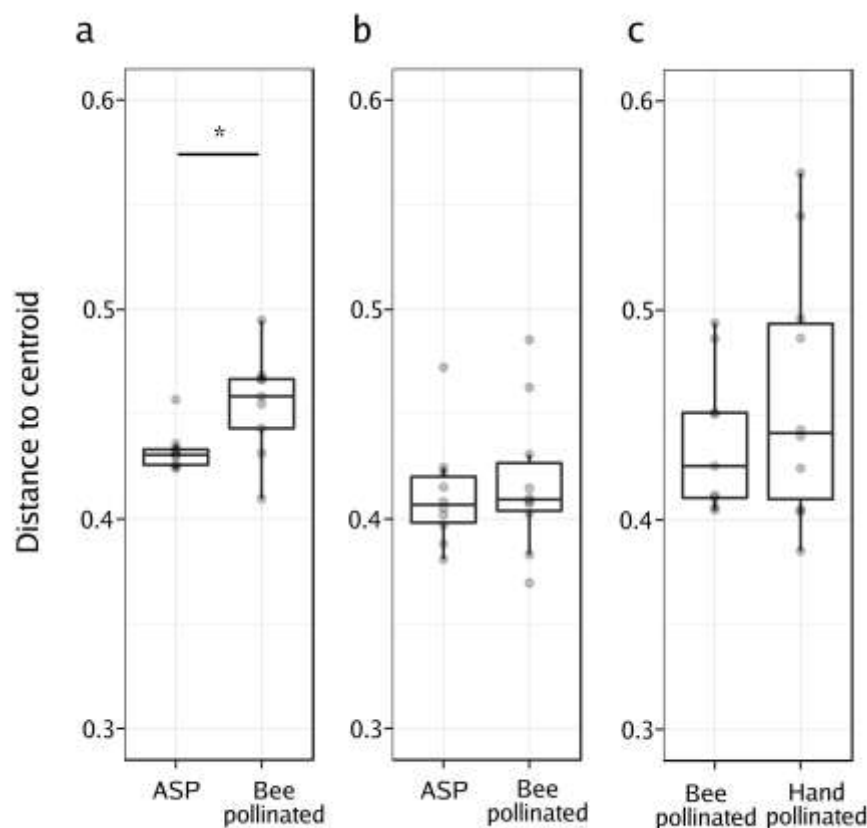 a
b
c
Distance to centroid
0.6
0.5
0.4
0.3
*
ASP
Bee
pollinated
0.6
0.5
0.4
0.3
ASP
Bee
pollinated
0.6
0.5
0.4
0.3
Bee
pollinated
Hand
pollinated